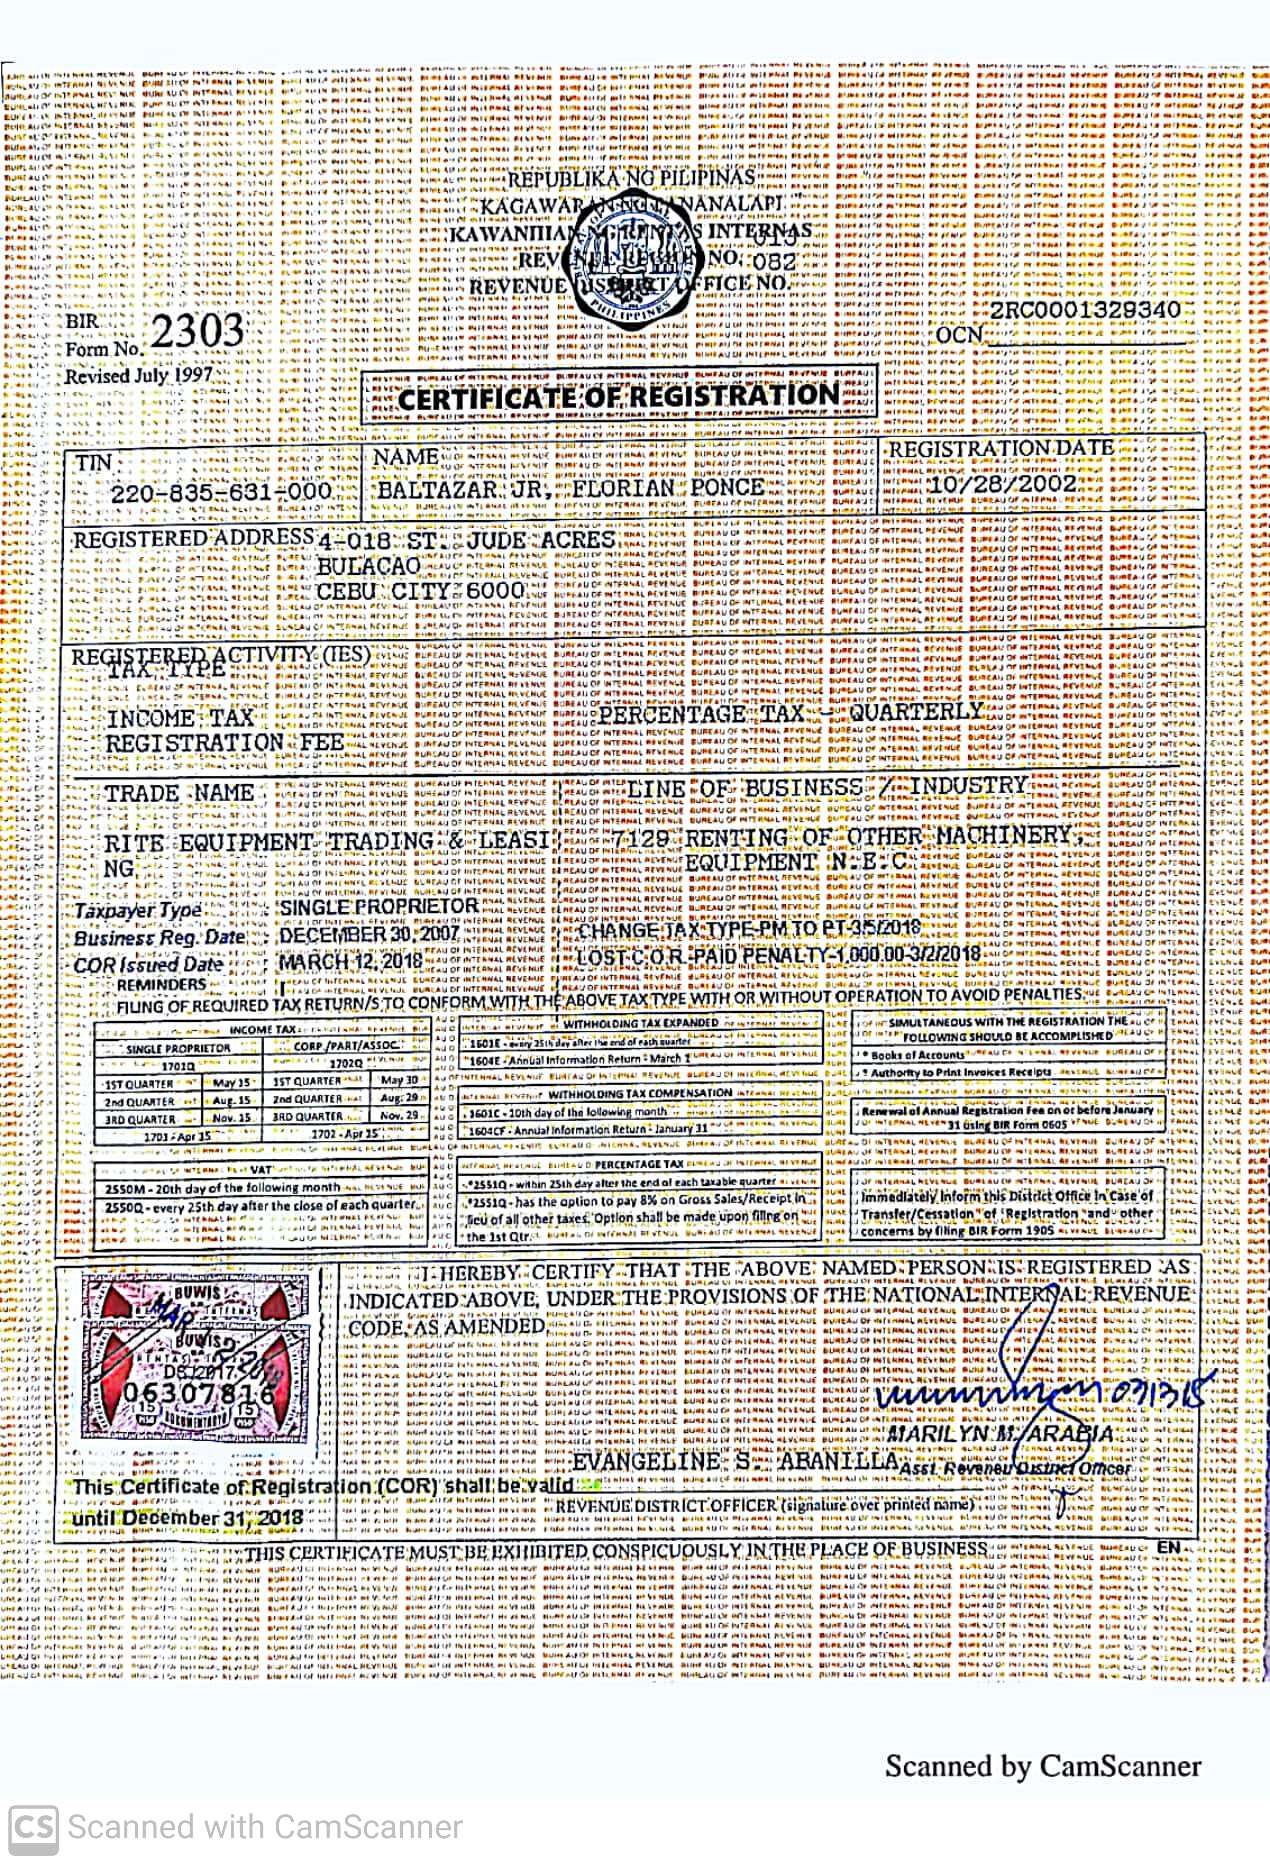 REPUBLIKA NG PILIPINAS
KAGAWARAN NG PANANALAPI
KAWANIHAN NG RENTAS INTERNAS
REVENUE REGION NO. 013
REVENUE DISTRICT OFFICE NO. 082
BIR
Form No. 2303
Revised July 1997
2RC0001329340
OCN
CERTIFICATE OF REGISTRATION
TIN
220-835-631-000
NAME
BALTAZAR JR, FLORIAN PONCE
REGISTRATION DATE
10/28/2002
REGISTERED ADDRESS 4-018 ST. JUDE ACRES
BULACAO
CEBU CITY 6000
REGISTERED ACTIVITY (IES)
TAX TYPE
INCOME TAX
PERCENTAGE TAX - QUARTERLY
REGISTRATION FEE
TRADE NAME
LINE OF BUSINESS / INDUSTRY
RITE EQUIPMENT TRADING & LEASI
NG
7129 RENTING OF OTHER MACHINERY,
EQUIPMENT N.E.C.
Taxpayer Type : SINGLE PROPRIETOR
Business Reg. Date : DECEMBER 30, 2007
CHANGE TAX TYPE-PM TO PT-3/5/2018
COR Issued Date : MARCH 12, 2018
LOST C.O.R.-PAID PENALTY-1,000.00-3/2/2018
REMINDERS
FILING OF REQUIRED TAX RETURN/S TO CONFORM WITH THE ABOVE TAX TYPE WITH OR WITHOUT OPERATION TO AVOID PENALTIES.
INCOME TAX
SINGLE PROPRIETOR
CORP./PART/ASSOC.
1701Q
1702Q
1ST QUARTER May 15
1ST QUARTER May 30
2nd QUARTER Aug. 15
2nd QUARTER Aug. 29
3RD QUARTER Nov. 15
3RD QUARTER Nov. 29
1701 - Apr 15
1702 - Apr 15
WITHHOLDING TAX EXPANDED
1601E - every 25th day after the end of each quarter
1604E - Annual Information Return - March 1
WITHHOLDING TAX COMPENSATION
1601C - 10th day of the following month
1604CF - Annual Information Return - January 31
SIMULTANEOUS WITH THE REGISTRATION THE
FOLLOWING SHOULD BE ACCOMPLISHED
* Books of Accounts
* Authority to Print Invoices Receipts
Renewal of Annual Registration Fee on or before January
31 using BIR Form 0605
VAT
2550M - 20th day of the following month
2550Q - every 25th day after the close of each quarter
PERCENTAGE TAX
*2551Q - within 25th day after the end of each taxable quarter
*2551Q - has the option to pay 8% on Gross Sales/Receipt in
lieu of all other taxes. Option shall be made upon filing on
the 1st Qtr.
Immediately Inform this District Office in Case of
Transfer/Cessation of Registration and other
concerns by filing BIR Form 1905
I HEREBY CERTIFY THAT THE ABOVE NAMED PERSON IS REGISTERED AS
INDICATED ABOVE, UNDER THE PROVISIONS OF THE NATIONAL INTERNAL REVENUE
CODE, AS AMENDED
BUWIS
BUWIS
06307816
15 15
DOKUMENTARYO
MARILYN M. ARABIA
EVANGELINE S. ABANILLA
Asst. Reveneu District Officer
REVENUE DISTRICT OFFICER (signature over printed name)
This Certificate of Registration (COR) shall be valid
until December 31, 2018
THIS CERTIFICATE MUST BE EXHIBITED CONSPICUOUSLY IN THE PLACE OF BUSINESS
EN
Scanned by CamScanner
CS Scanned with CamScanner